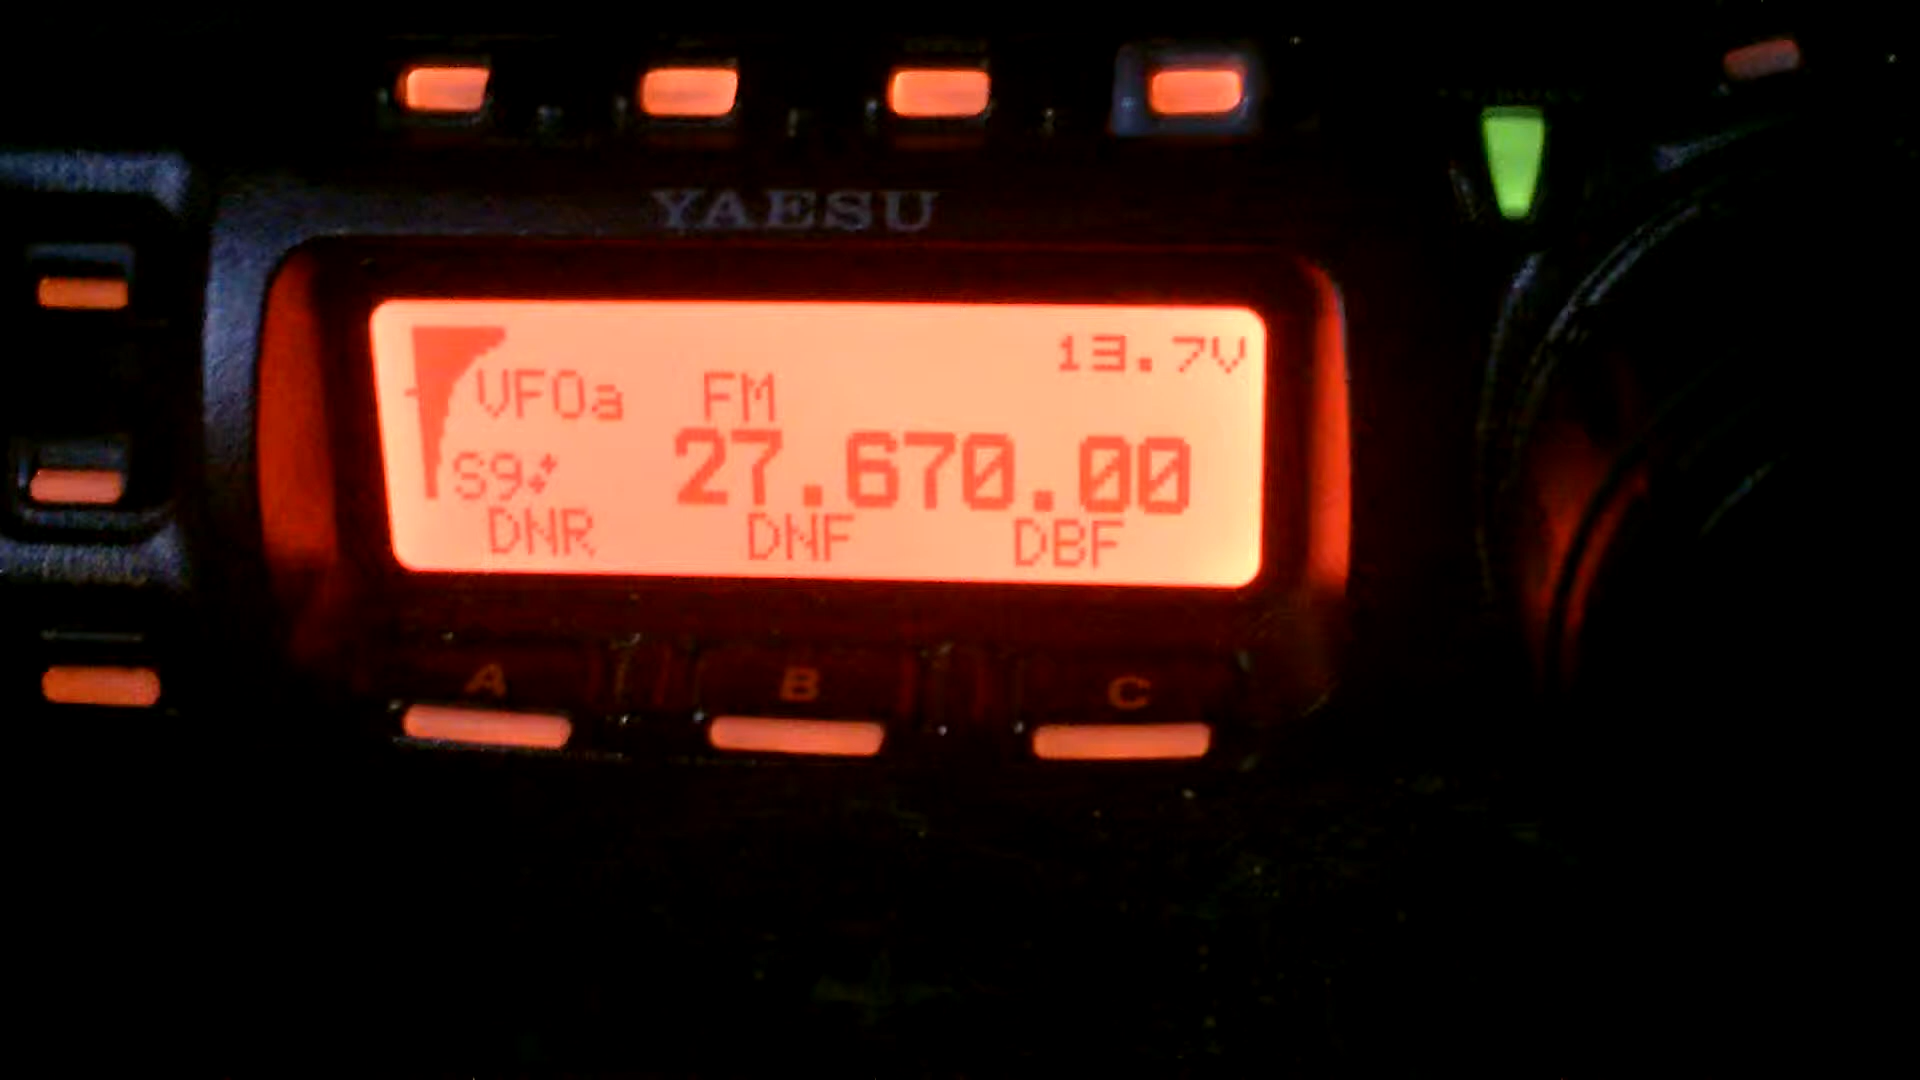 YAESU
13.7V
VFOa FM
S9 27.670.00
DNR DNF DBF
A B C